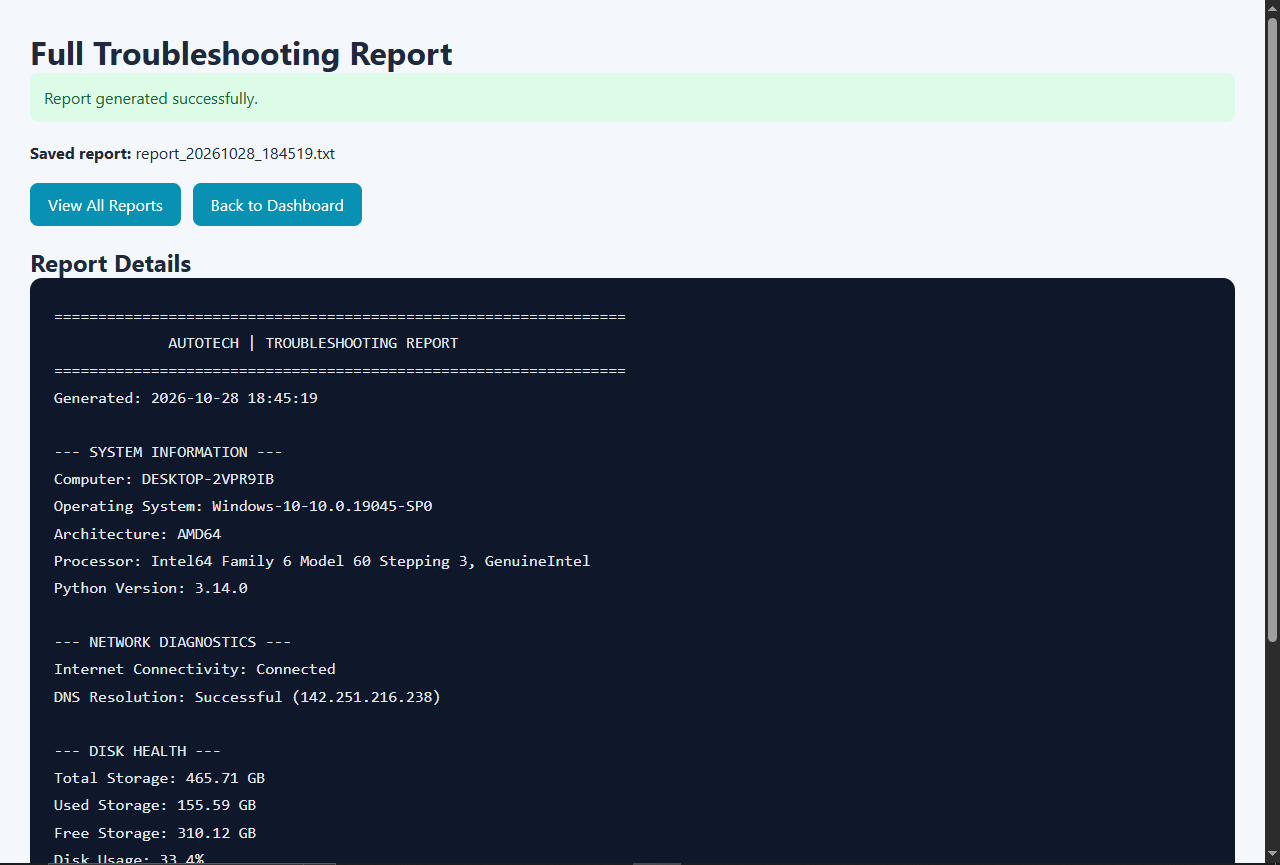 Full Troubleshooting Report
Report generated successfully.
Saved report: report_20261028_184519.txt
View All Reports
Back to Dashboard
Report Details
=================================================================
AUTOTECH | TROUBLESHOOTING REPORT
=================================================================
Generated: 2026-10-28 18:45:19
--- SYSTEM INFORMATION ---
Computer: DESKTOP-2VPR9IB
Operating System: Windows-10-10.0.19045-SP0
Architecture: AMD64
Processor: Intel64 Family 6 Model 60 Stepping 3, GenuineIntel
Python Version: 3.14.0
--- NETWORK DIAGNOSTICS ---
Internet Connectivity: Connected
DNS Resolution: Successful (142.251.216.238)
--- DISK HEALTH ---
Total Storage: 465.71 GB
Used Storage: 155.59 GB
Free Storage: 310.12 GB
Disk Usage: 33.4%